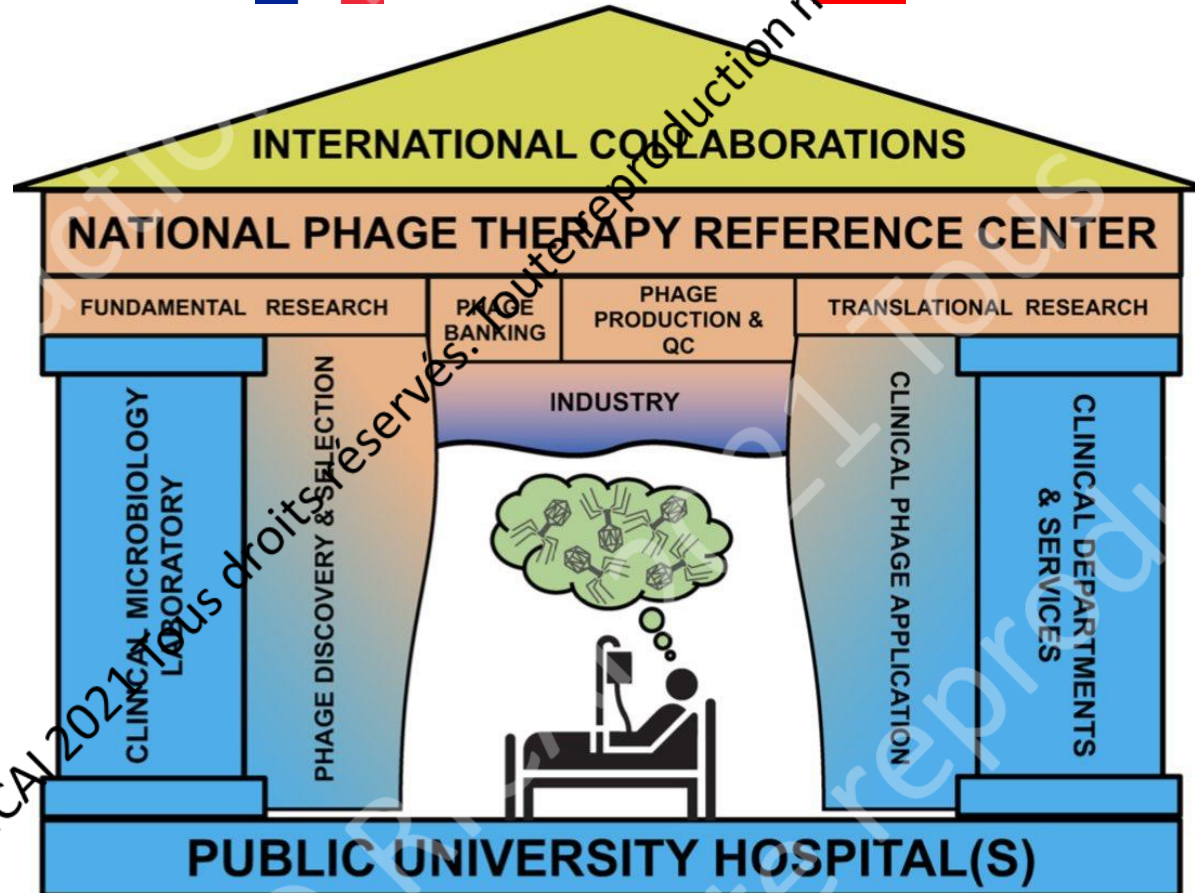 INTERNATIONAL COLLABORATIONS
NATIONAL PHAGE THERAPY REFERENCE CENTER
FUNDAMENTAL RESEARCH
PHAGE
BANKING
PHAGE
PRODUCTION &
QC
TRANSLATIONAL RESEARCH
INDUSTRY
CLINICAL MICROBIOLOGY
LABORATORY
PHAGE DISCOVERY & SELECTION
CLINICAL PHAGE APPLICATION
CLINICAL DEPARTMENTS
& SERVICES
PUBLIC UNIVERSITY HOSPITAL(S)
2021 Tous droits réservés. Toute reproduction